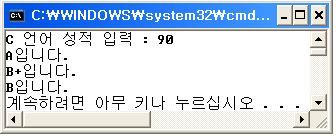 C:₩WINDOWS₩system32₩cmd...
C 언어 성적 입력 : 90
A입니다.
B+입니다.
B입니다.
계속하려면 아무 키나 누르십시오 . . .